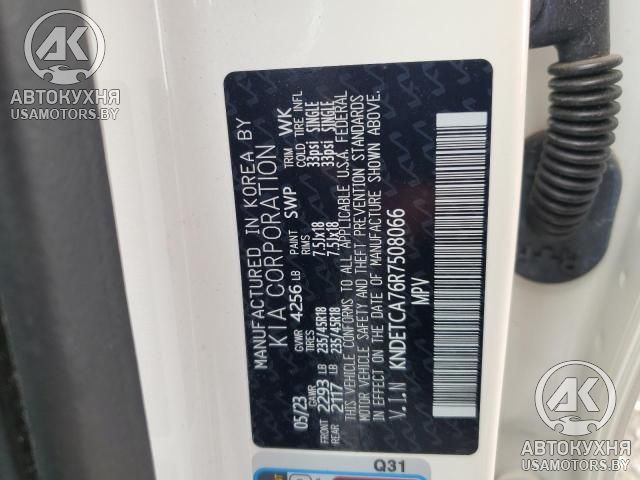 АВТОКУХНЯ
USAMOTORS.BY
MANUFACTURED IN KOREA BY
KIA CORPORATION
05/23 GVWR 4256 LB PAINT SWP TRIM WK
GAWR TIRES RIMS COLD TIRE INFL
FRONT 2293 LB 235/45R18 7.5Jx18 33psi SINGLE
REAR 2117 LB 235/45R18 7.5Jx18 33psi SINGLE
THIS VEHICLE CONFORMS TO ALL APPLICABLE U.S.A. FEDERAL
MOTOR VEHICLE SAFETY AND THEFT PREVENTION STANDARDS
IN EFFECT ON THE DATE OF MANUFACTURE SHOWN ABOVE.
V.I.N KNDETCA76R7508066
MPV
Q31
АВТОКУХНЯ
USAMOTORS.BY